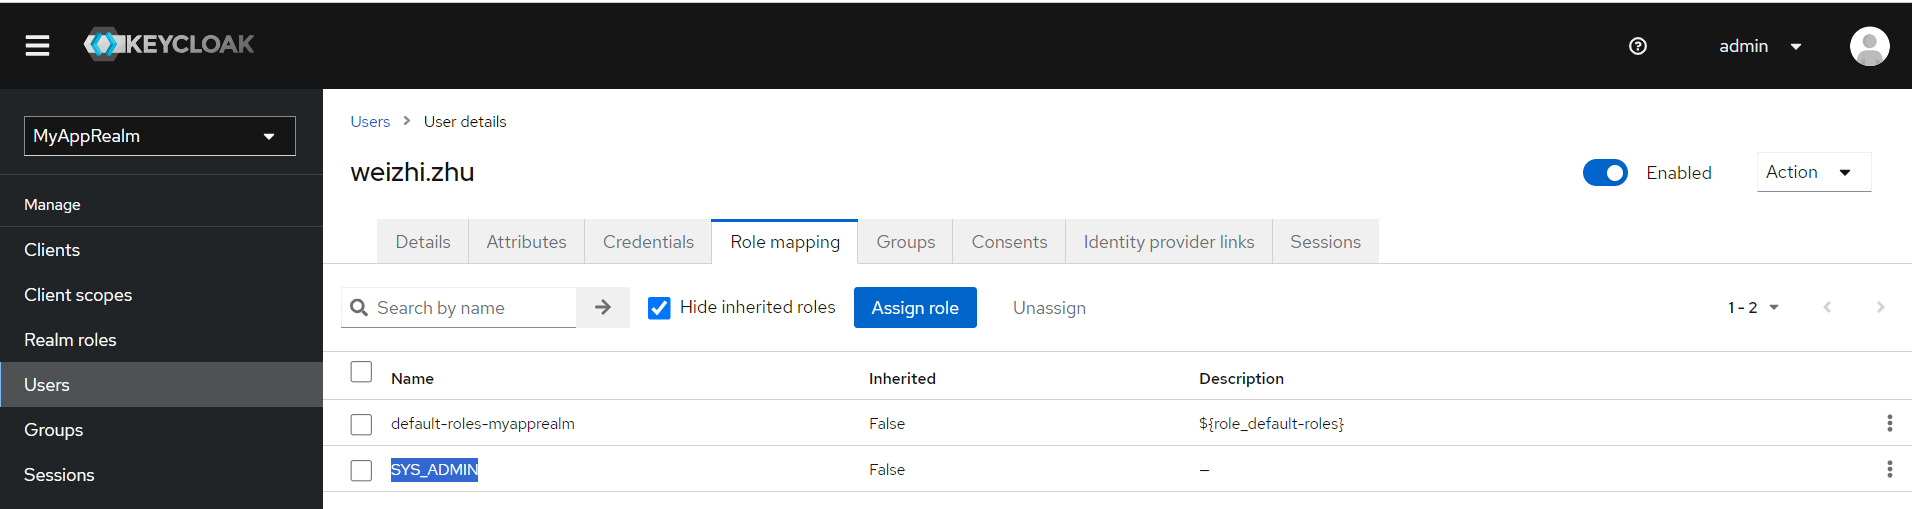 KEYCLOAK
admin
MyAppRealm
Manage
Clients
Client scopes
Realm roles
Users
Groups
Sessions
Users > User details
weizhi.zhu
Enabled
Action
Details Attributes Credentials Role mapping Groups Consents Identity provider links Sessions
Search by name
Hide inherited roles
Assign role
Unassign
1 - 2
Name Inherited Description
default-roles-myapprealm False ${role_default-roles}
SYS_ADMIN False –